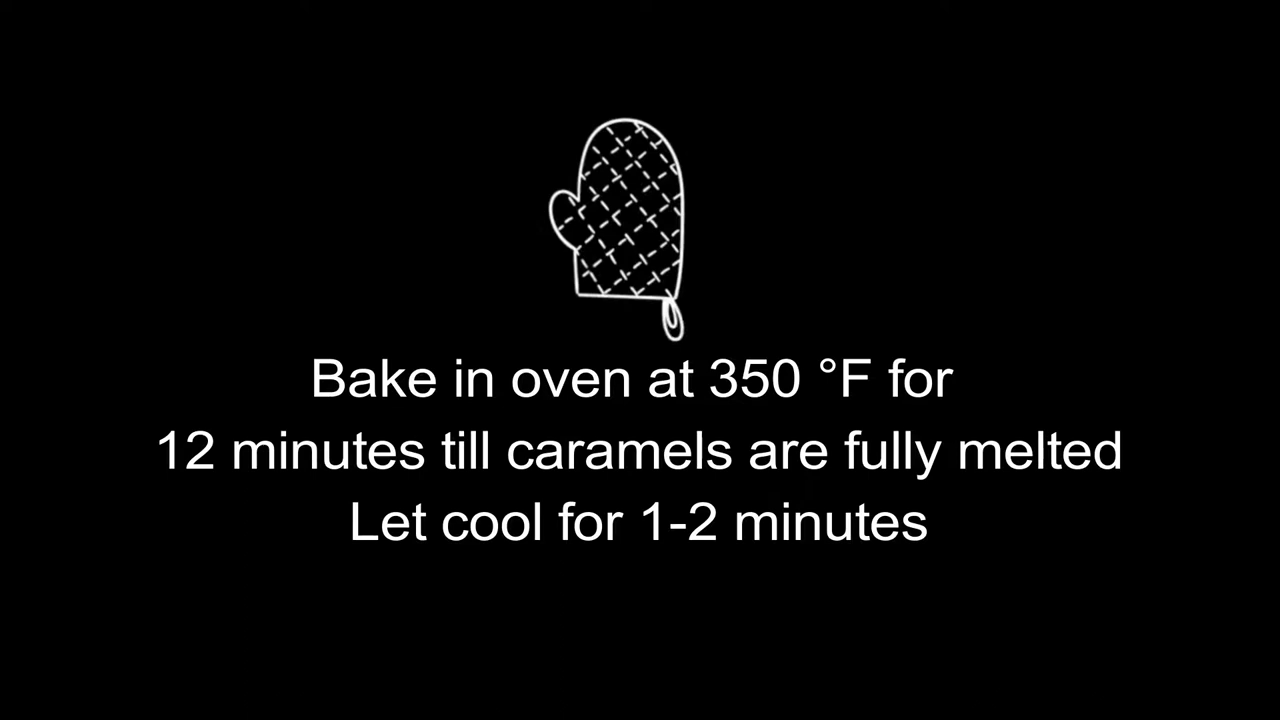 Bake in oven at 350 °F for
12 minutes till caramels are fully melted
Let cool for 1-2 minutes